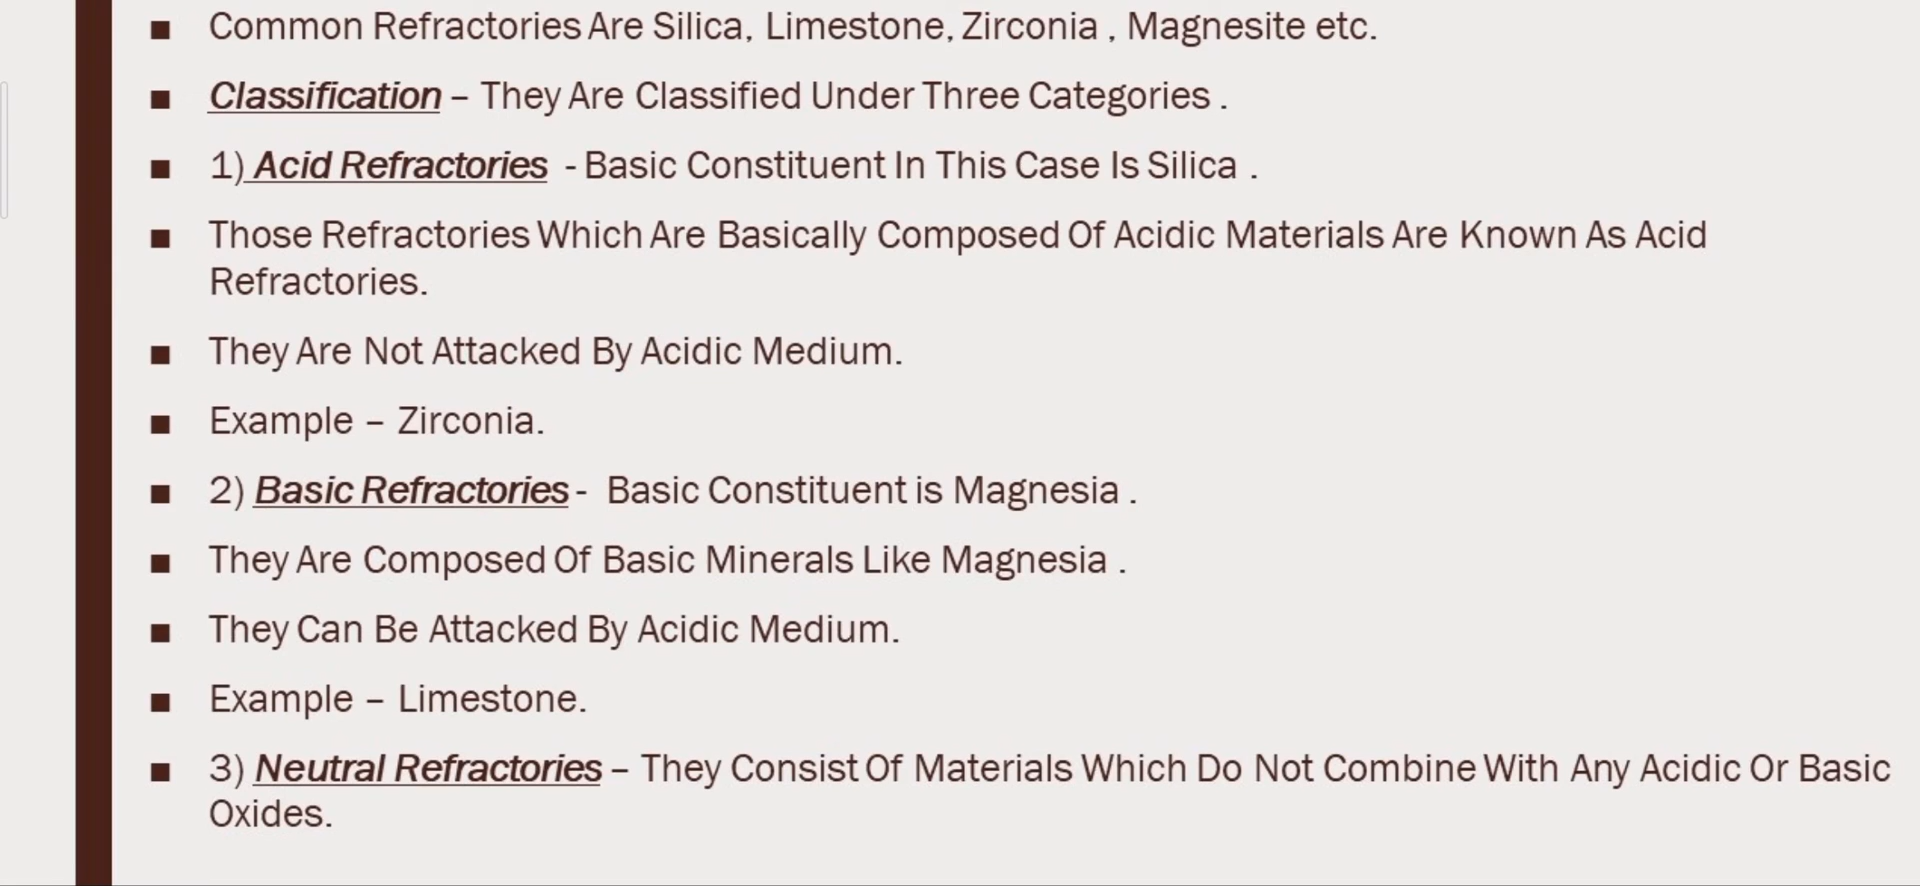 ■ Common Refractories Are Silica, Limestone, Zirconia , Magnesite etc.
■ Classification – They Are Classified Under Three Categories .
■ 1) Acid Refractories - Basic Constituent In This Case Is Silica .
■ Those Refractories Which Are Basically Composed Of Acidic Materials Are Known As Acid
Refractories.
■ They Are Not Attacked By Acidic Medium.
■ Example – Zirconia.
■ 2) Basic Refractories - Basic Constituent is Magnesia .
■ They Are Composed Of Basic Minerals Like Magnesia .
■ They Can Be Attacked By Acidic Medium.
■ Example – Limestone.
■ 3) Neutral Refractories – They Consist Of Materials Which Do Not Combine With Any Acidic Or Basic
Oxides.